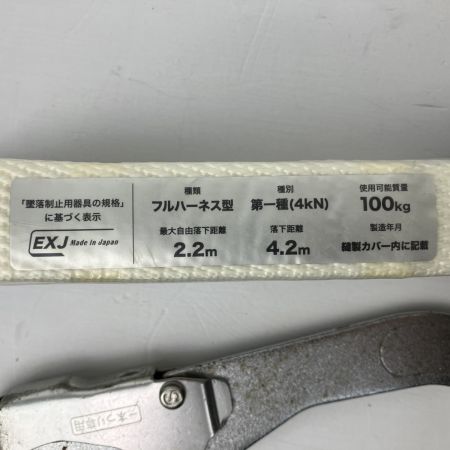 「墜落制止用器具の規格」
に基づく表示
EXJ Made in Japan
種類
フルハーネス型
種別
第一種(4kN)
使用可能質量
100kg
最大自由落下距離
2.2m
落下距離
4.2m
製造年月
縫製カバー内に記載